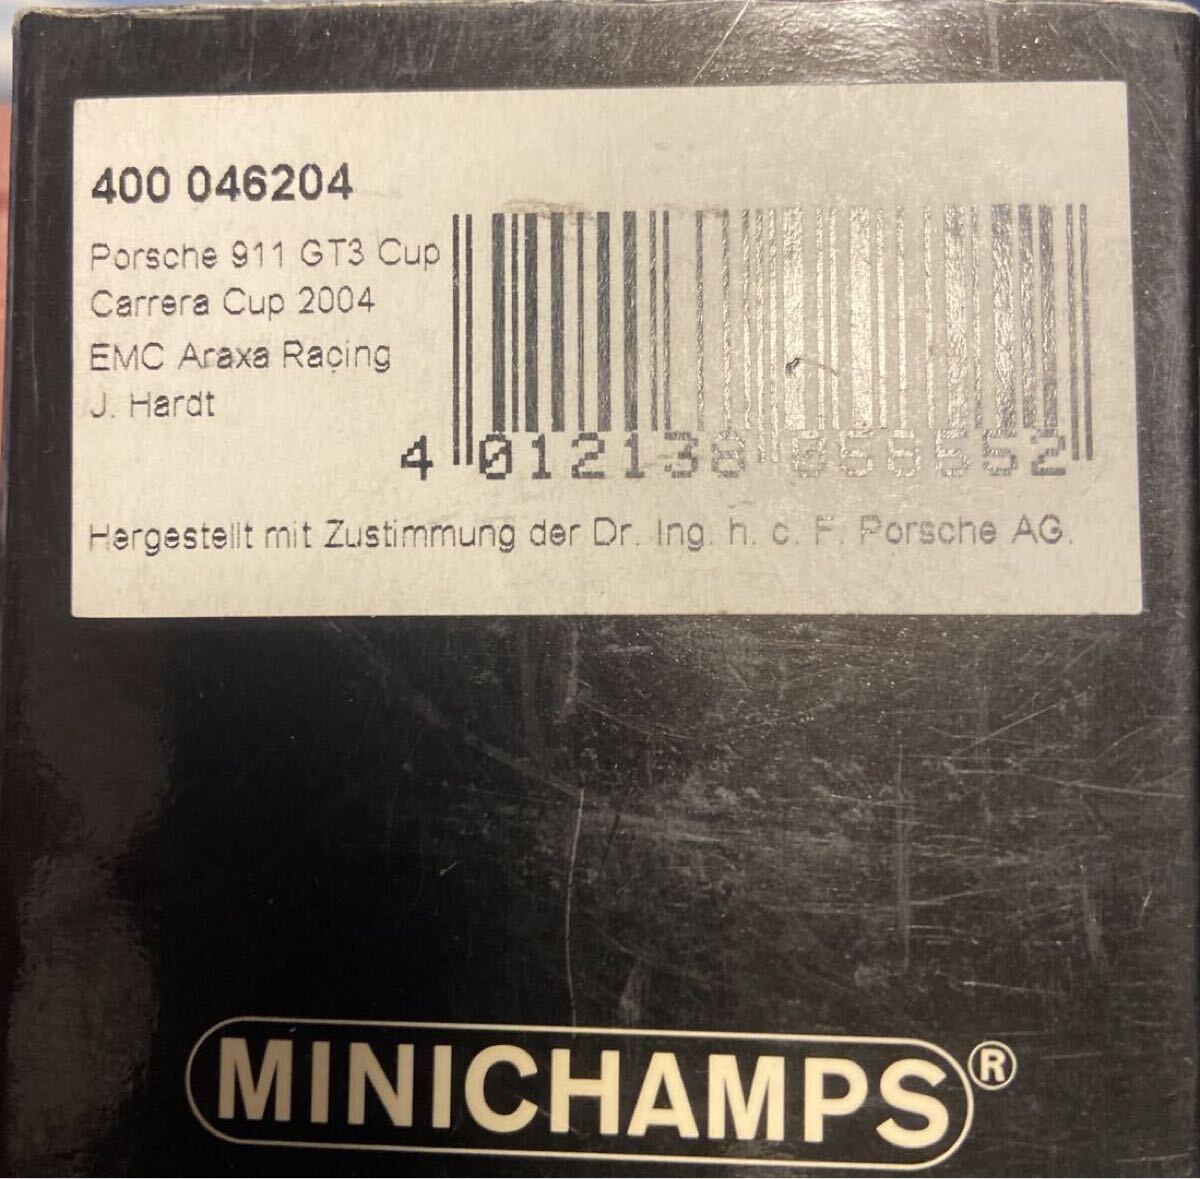 400 046204
Porsche 911 GT3 Cup
Carrera Cup 2004
EMC Araxa Racing
J. Hardt
4 012138 058552
Hergestellt mit Zustimmung der Dr. Ing. h. c. F. Porsche AG.
MINICHAMPS®